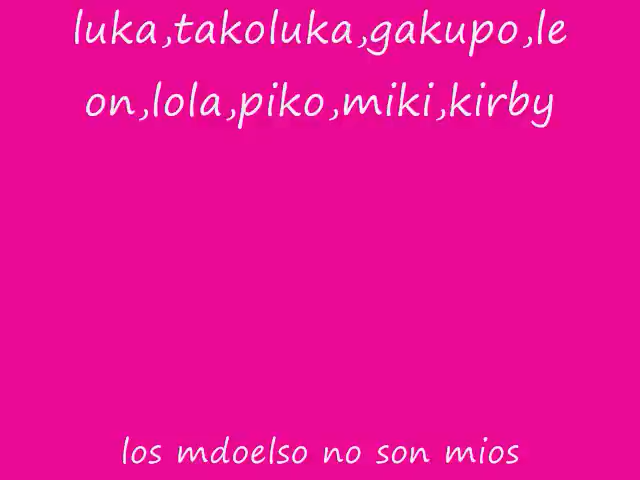 luka,takoluka,gakupo,le
on,lola,piko,miki,kirby
los mdoelso no son mios